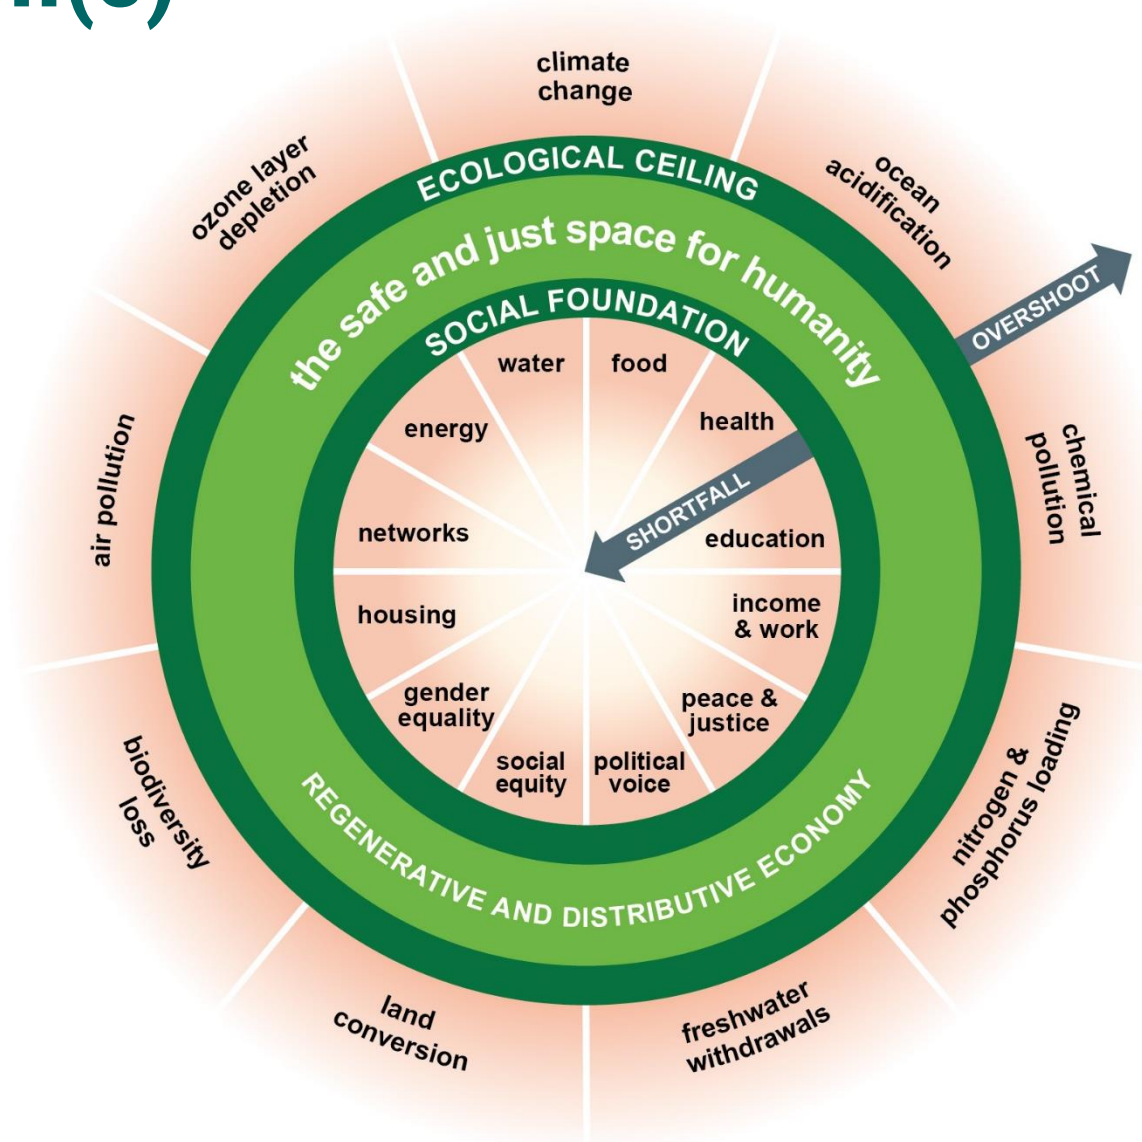 climate
change
ocean
acidification
chemical
pollution
nitrogen &
phosphorus loading
freshwater
withdrawals
land
conversion
biodiversity
loss
air pollution
ozone layer
depletion
OVERSHOOT
ECOLOGICAL CEILING
the safe and just space for humanity
SOCIAL FOUNDATION
water
food
health
SHORTFALL
education
income
& work
peace &
justice
political
voice
social
equity
gender
equality
housing
networks
energy
REGENERATIVE AND DISTRIBUTIVE ECONOMY